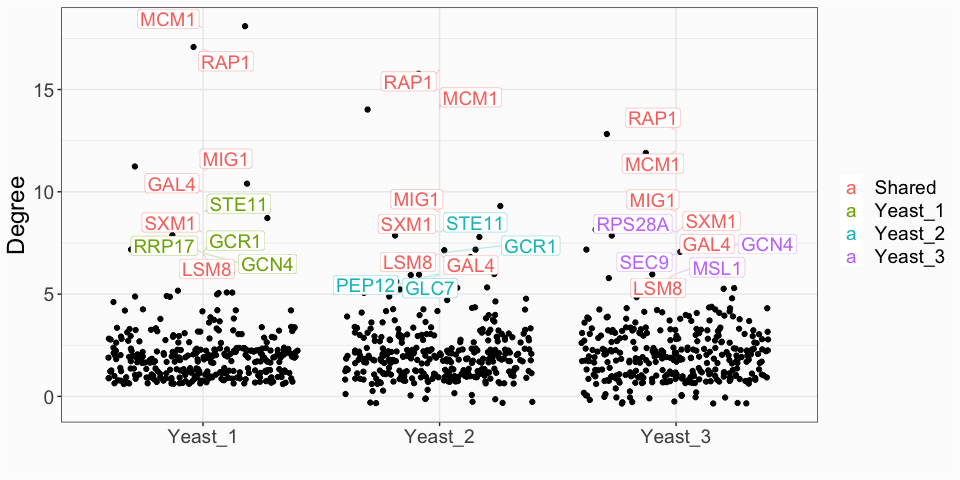 MCM1
RAP1
RAP1
MCM1
RAP1
MCM1
MIG1
GAL4
STE11
SXM1
GCR1
RRP17
GCN4
LSM8
MIG1
SXM1
STE11
GCR1
LSM8
GAL4
PEP12
GLC7
MIG1
RPS28A
SXM1
GAL4
GCN4
SEC9
MSL1
LSM8
Degree
15
10
5
0
Yeast_1
Yeast_2
Yeast_3
a Shared
a Yeast_1
a Yeast_2
a Yeast_3